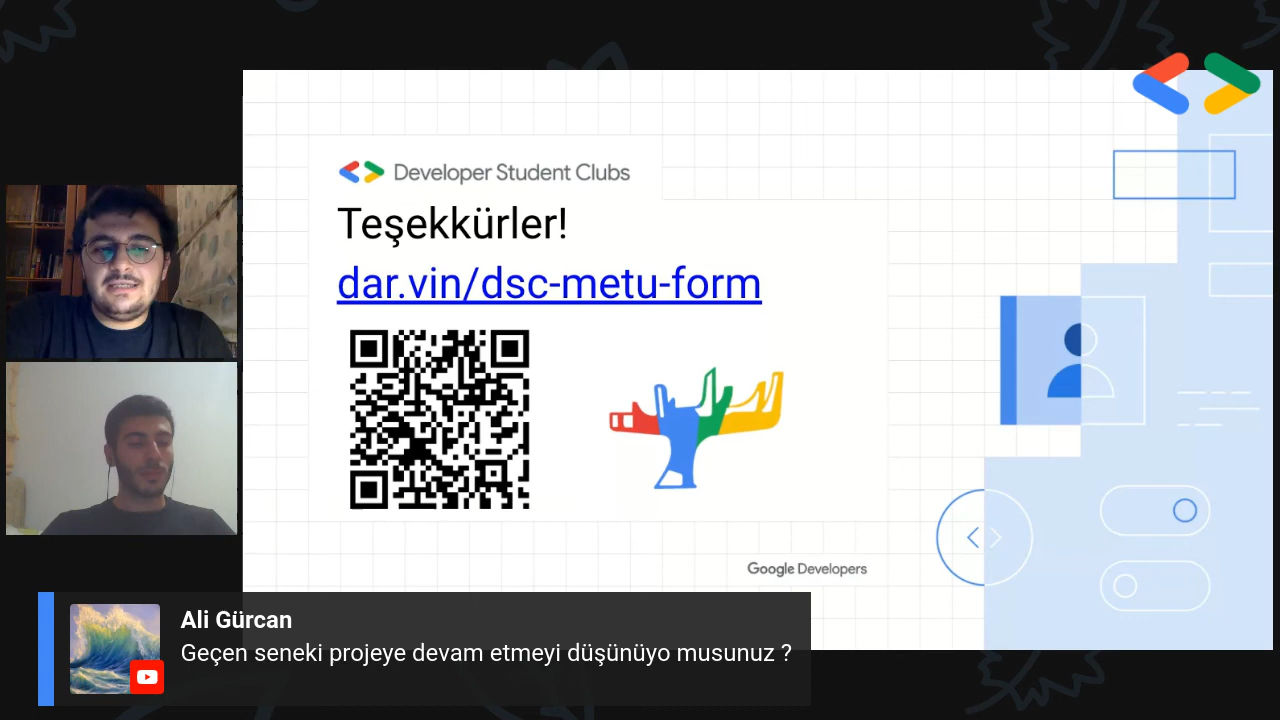 Developer Student Clubs
Teşekkürler!
dar.vin/dsc-metu-form
Google Developers
Ali Gürcan
Geçen seneki projeye devam etmeyi düşünüyo musunuz ?